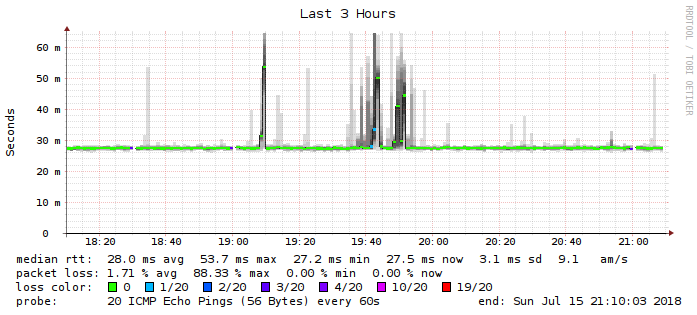 Last 3 Hours
RRDTOOL / TOBI OETIKER
Seconds
60 m
50 m
40 m
30 m
20 m
10 m
0
18:20 18:40 19:00 19:20 19:40 20:00 20:20 20:40 21:00
median rtt: 28.0 ms avg 53.7 ms max 27.2 ms min 27.5 ms now 3.1 ms sd 9.1 am/s
packet loss: 1.71 % avg 88.33 % max 0.00 % min 0.00 % now
loss color: 0 1/20 2/20 3/20 4/20 10/20 19/20
probe: 20 ICMP Echo Pings (56 Bytes) every 60s end: Sun Jul 15 21:10:03 2018